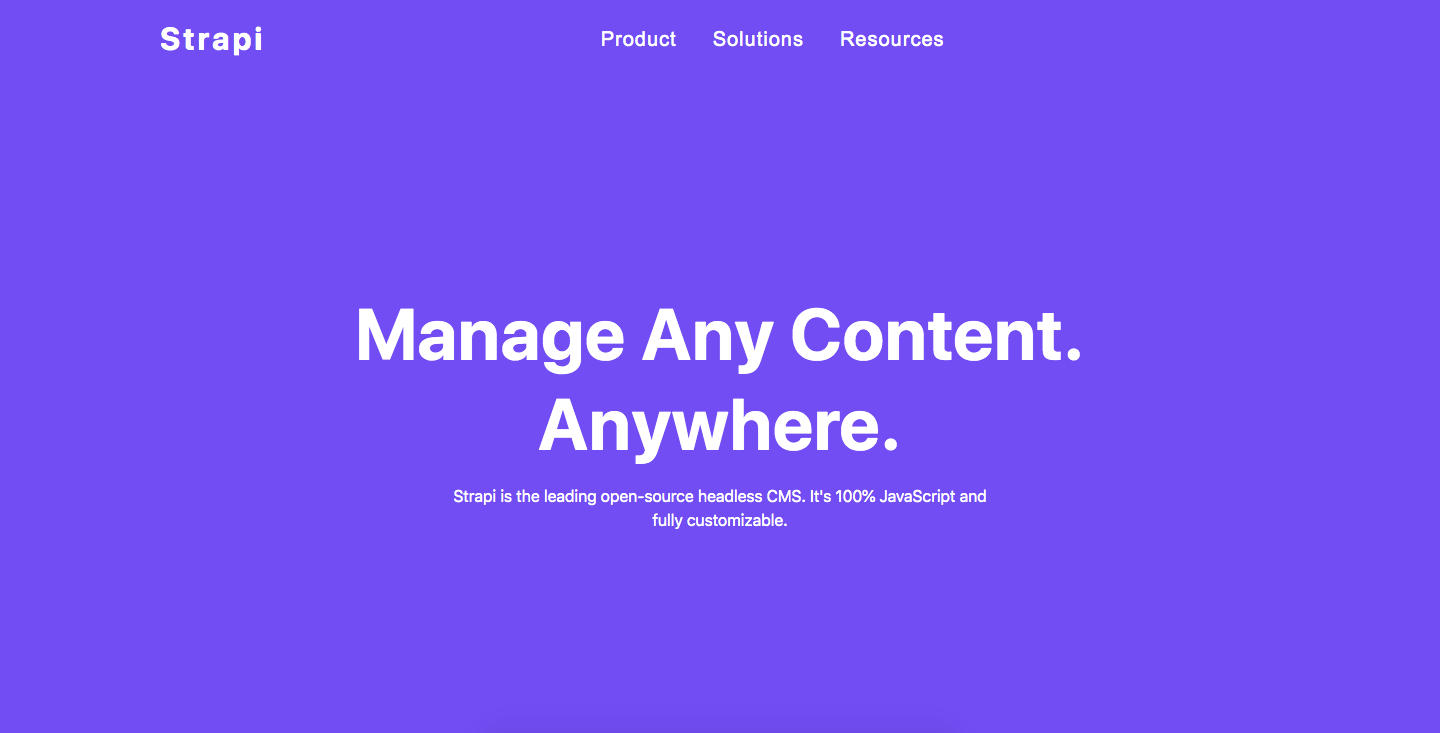 Strapi
Product Solutions Resources
Manage Any Content.
Anywhere.
Strapi is the leading open-source headless CMS. It's 100% JavaScript and
fully customizable.